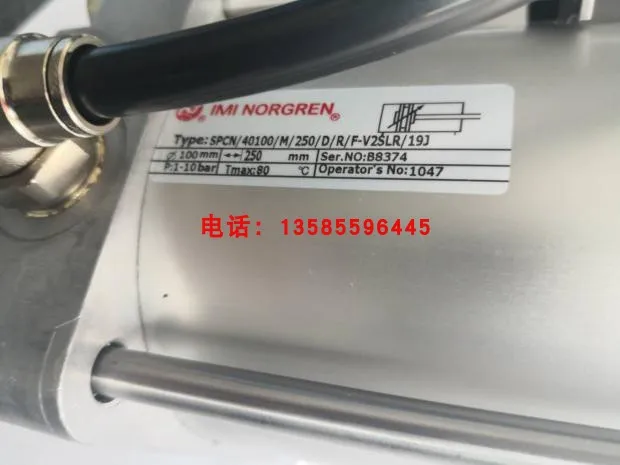 IMI NORGREN®
Type:SPCN/40100/M/250/D/R/F-V2SLR/19J
Ø 100mm ↔ 250 mm Ser.NO:B8374
P:1-10bar Tmax:80 °C Operator's No:1047
电话: 13585596445